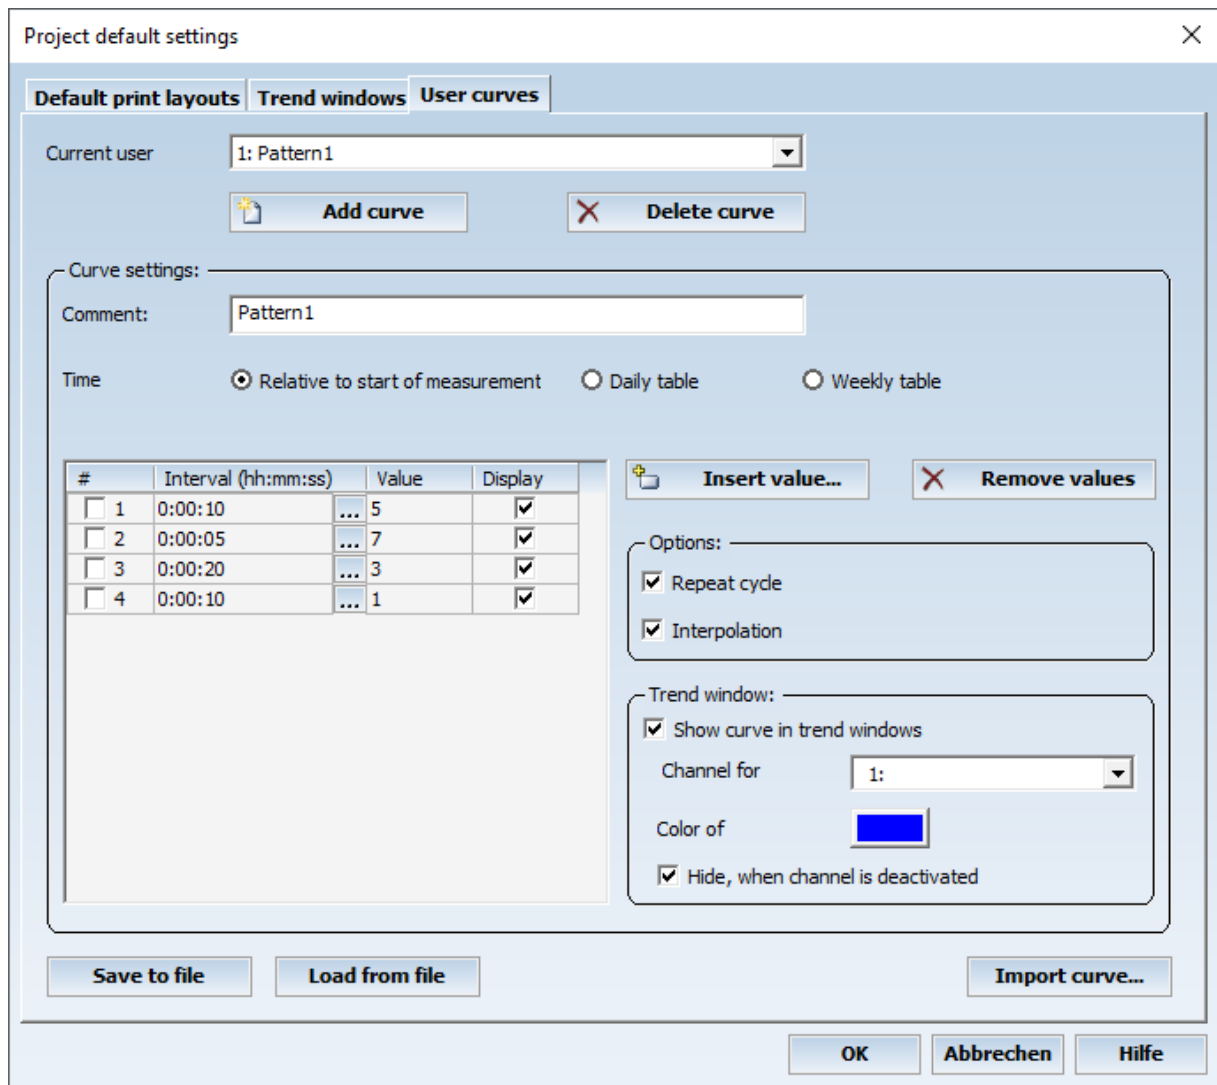 Project default settings
Default print layouts Trend windows User curves
Current user 1: Pattern1
Add curve Delete curve
Curve settings:
Comment: Pattern1
Time Relative to start of measurement Daily table Weekly table
# Interval (hh:mm:ss) Value Display
1 0:00:10 ... 5
2 0:00:05 ... 7
3 0:00:20 ... 3
4 0:00:10 ... 1
Insert value... Remove values
Options:
Repeat cycle
Interpolation
Trend window:
Show curve in trend windows
Channel for 1:
Color of
Hide, when channel is deactivated
Save to file Load from file Import curve...
OK Abbrechen Hilfe